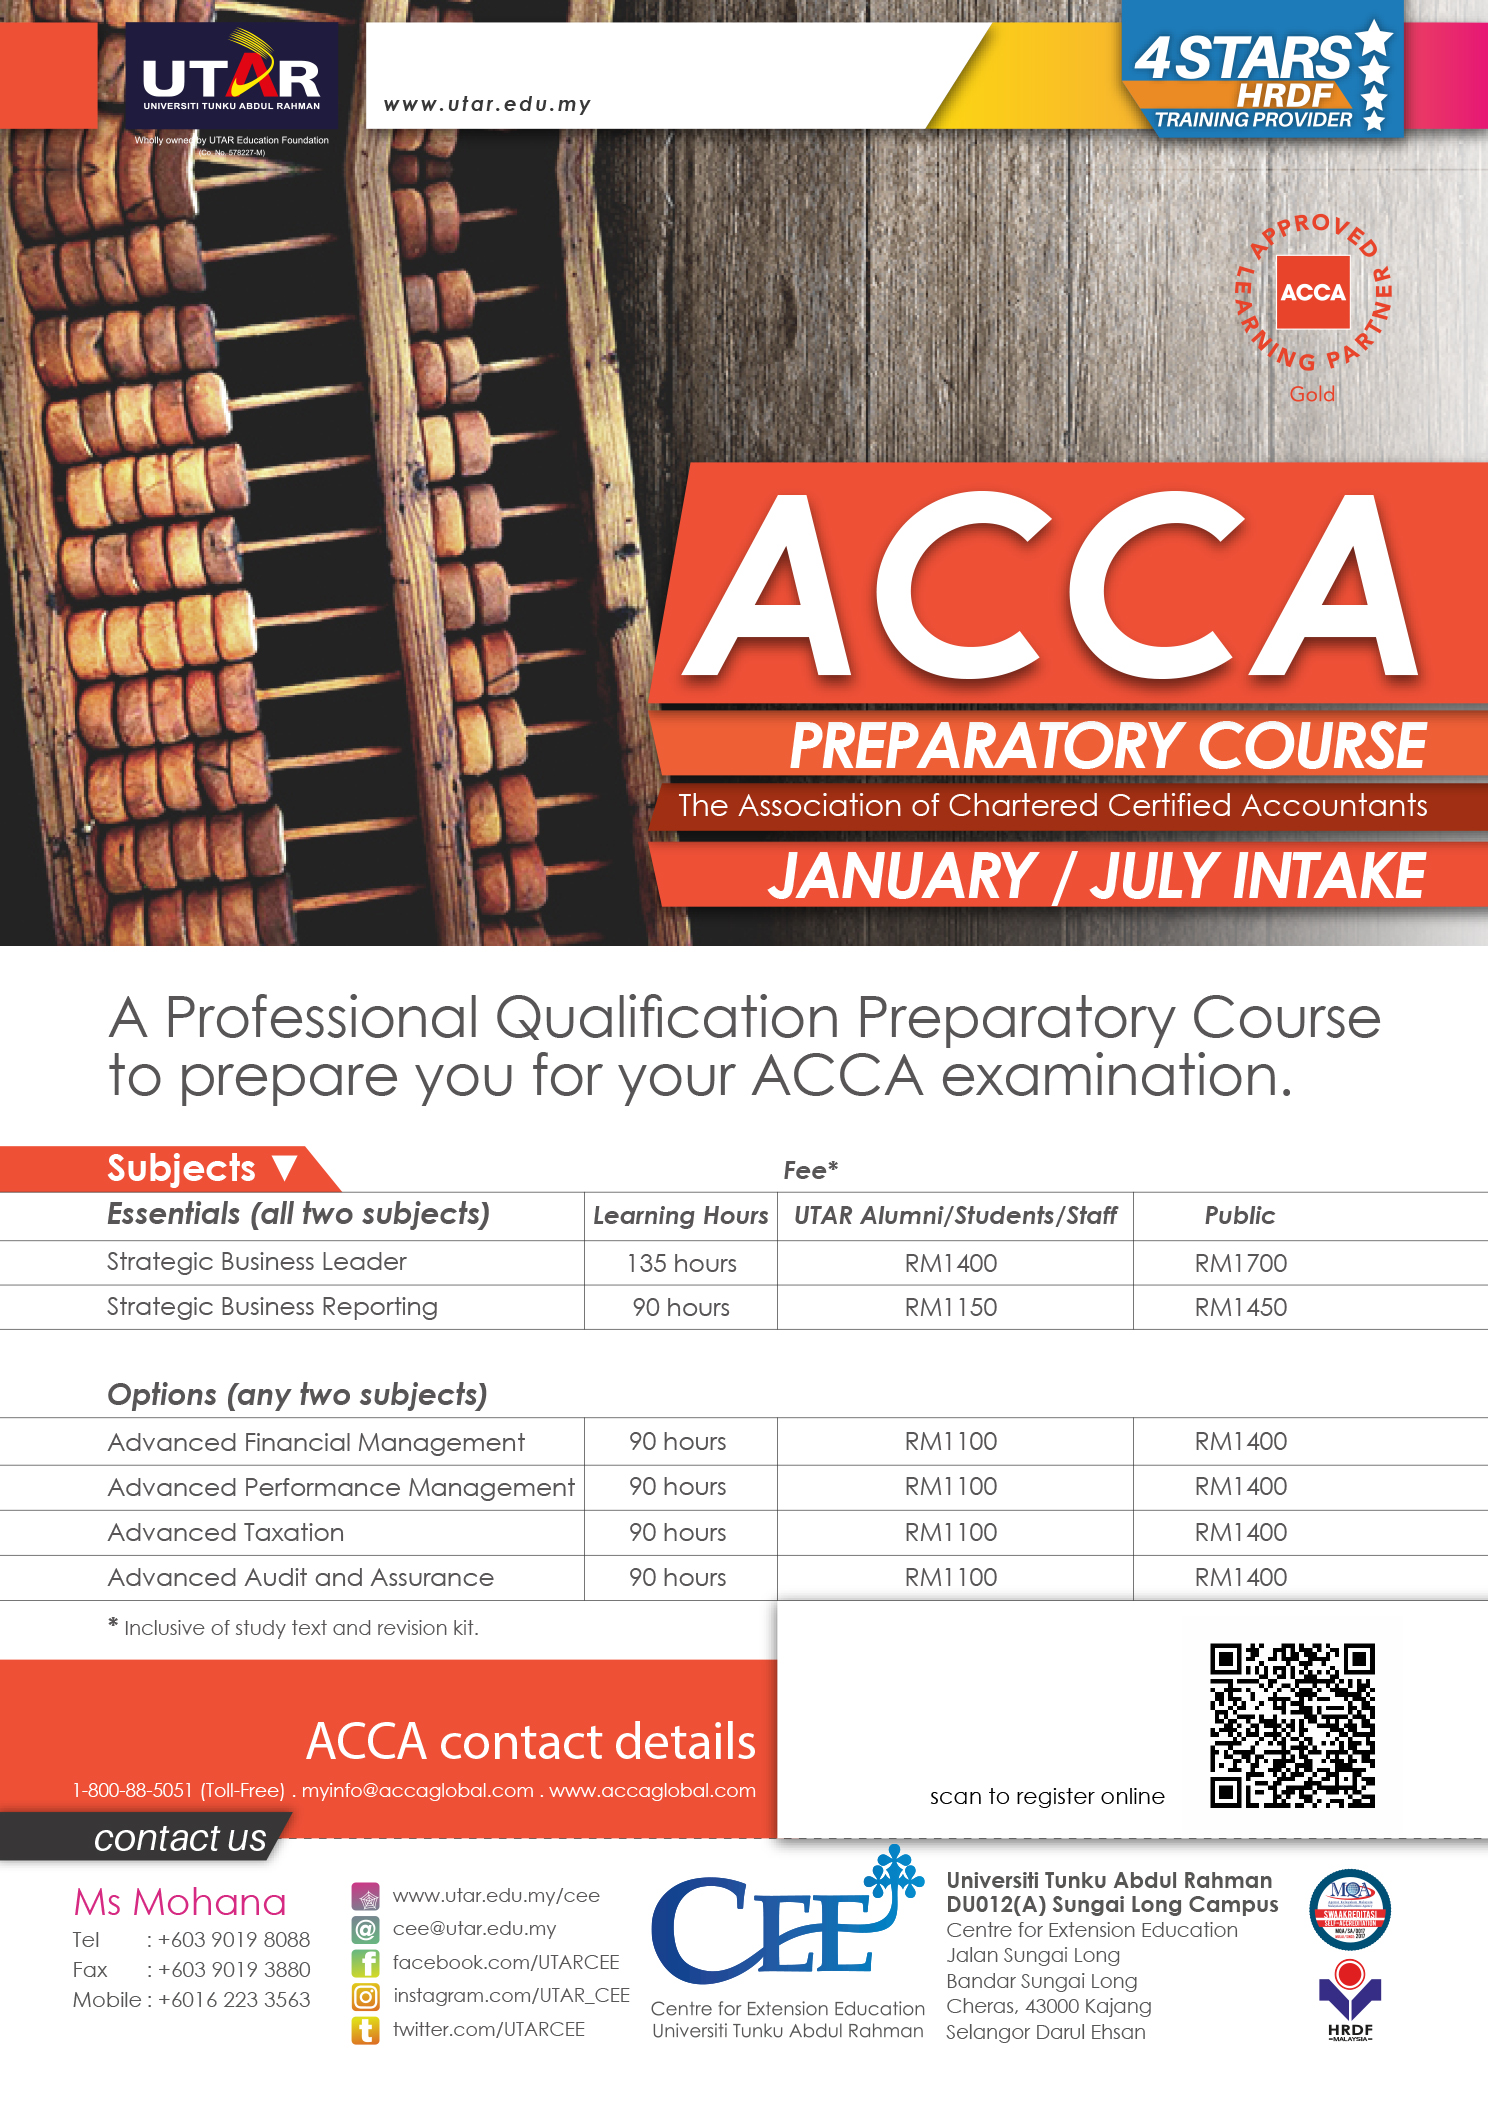 UTAR
UNIVERSITI TUNKU ABDUL RAHMAN
Wholly owned by UTAR Education Foundation
(Co. No. 578227-M)
www.utar.edu.my
4 STARS
HRDF
TRAINING PROVIDER
APPROVED
LEARNING PARTNER
ACCA
Gold
ACCA
PREPARATORY COURSE
The Association of Chartered Certified Accountants
JANUARY / JULY INTAKE
A Professional Qualification Preparatory Course
to prepare you for your ACCA examination.
Subjects ▼ Fee*
Essentials (all two subjects) Learning Hours UTAR Alumni/Students/Staff Public
Strategic Business Leader 135 hours RM1400 RM1700
Strategic Business Reporting 90 hours RM1150 RM1450
Options (any two subjects)
Advanced Financial Management 90 hours RM1100 RM1400
Advanced Performance Management 90 hours RM1100 RM1400
Advanced Taxation 90 hours RM1100 RM1400
Advanced Audit and Assurance 90 hours RM1100 RM1400
* Inclusive of study text and revision kit.
ACCA contact details
1-800-88-5051 (Toll-Free) . myinfo@accaglobal.com . www.accaglobal.com
scan to register online
contact us
Ms Mohana
Tel : +603 9019 8088
Fax : +603 9019 3880
Mobile : +6016 223 3563
www.utar.edu.my/cee
cee@utar.edu.my
facebook.com/UTARCEE
instagram.com/UTAR_CEE
twitter.com/UTARCEE
CEE
Centre for Extension Education
Universiti Tunku Abdul Rahman
Universiti Tunku Abdul Rahman
DU012(A) Sungai Long Campus
Centre for Extension Education
Jalan Sungai Long
Bandar Sungai Long
Cheras, 43000 Kajang
Selangor Darul Ehsan
MQA
SWAAKREDITASI
SELF-ACCREDITATION
HRDF
MALAYSIA